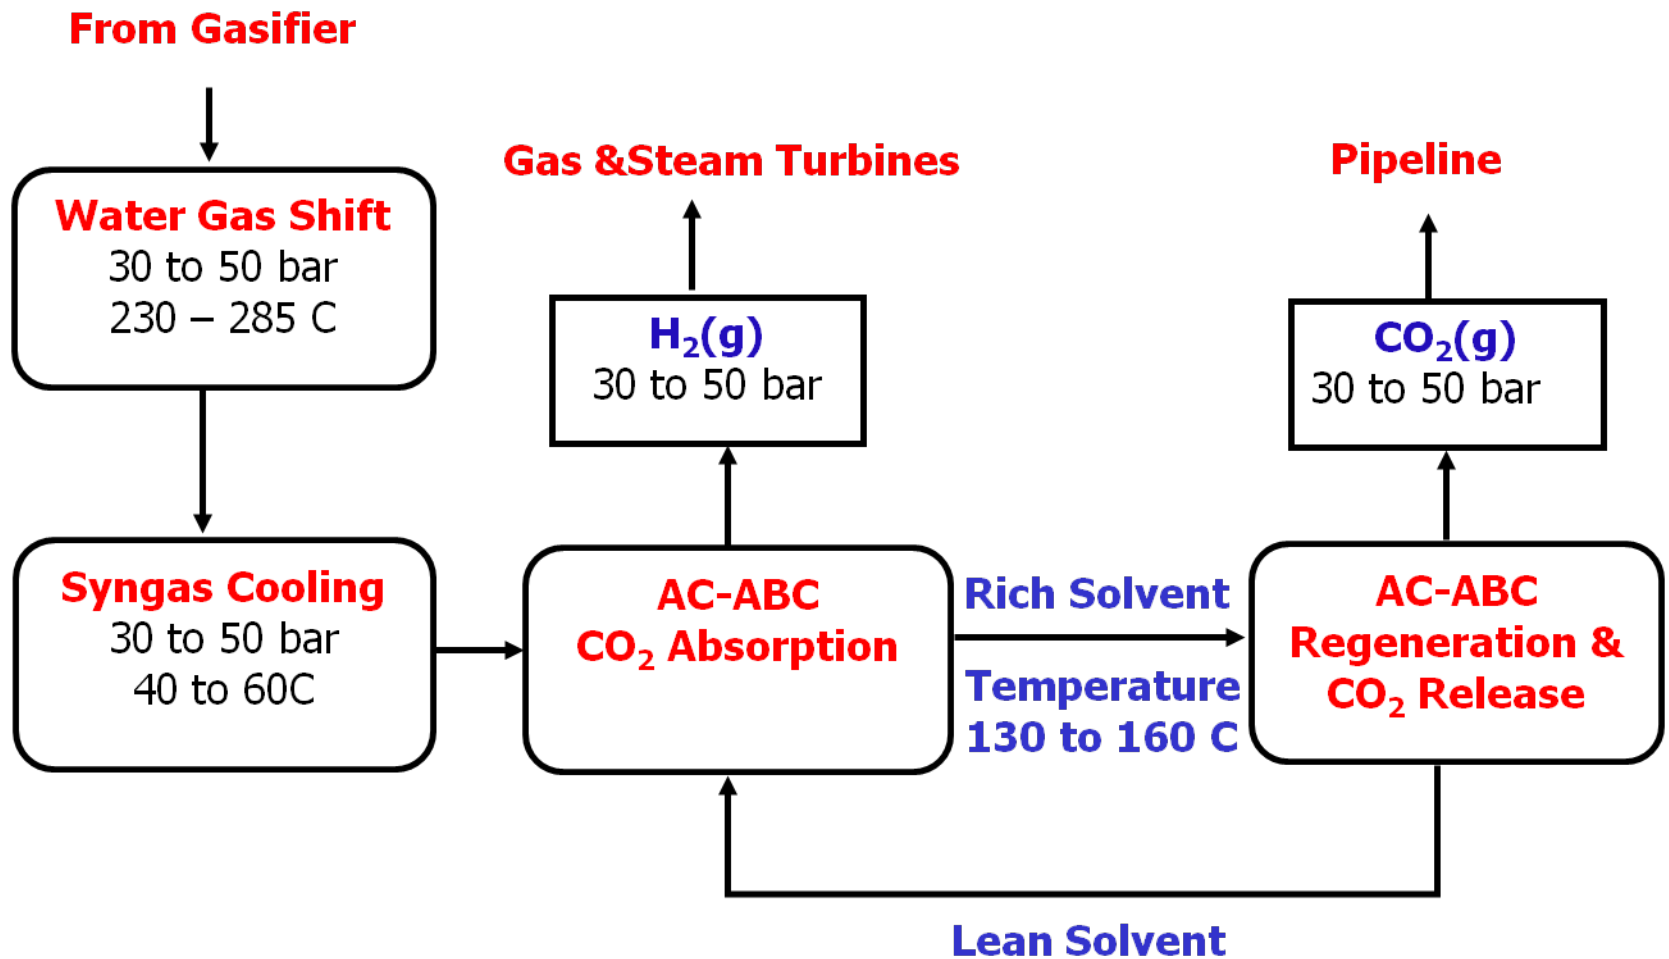 From Gasifier
Water Gas Shift
30 to 50 bar
230 – 285 C
Syngas Cooling
30 to 50 bar
40 to 60C
Gas &Steam Turbines
H₂(g)
30 to 50 bar
AC-ABC
CO₂ Absorption
Rich Solvent
Temperature
130 to 160 C
Pipeline
CO₂(g)
30 to 50 bar
AC-ABC
Regeneration &
CO₂ Release
Lean Solvent